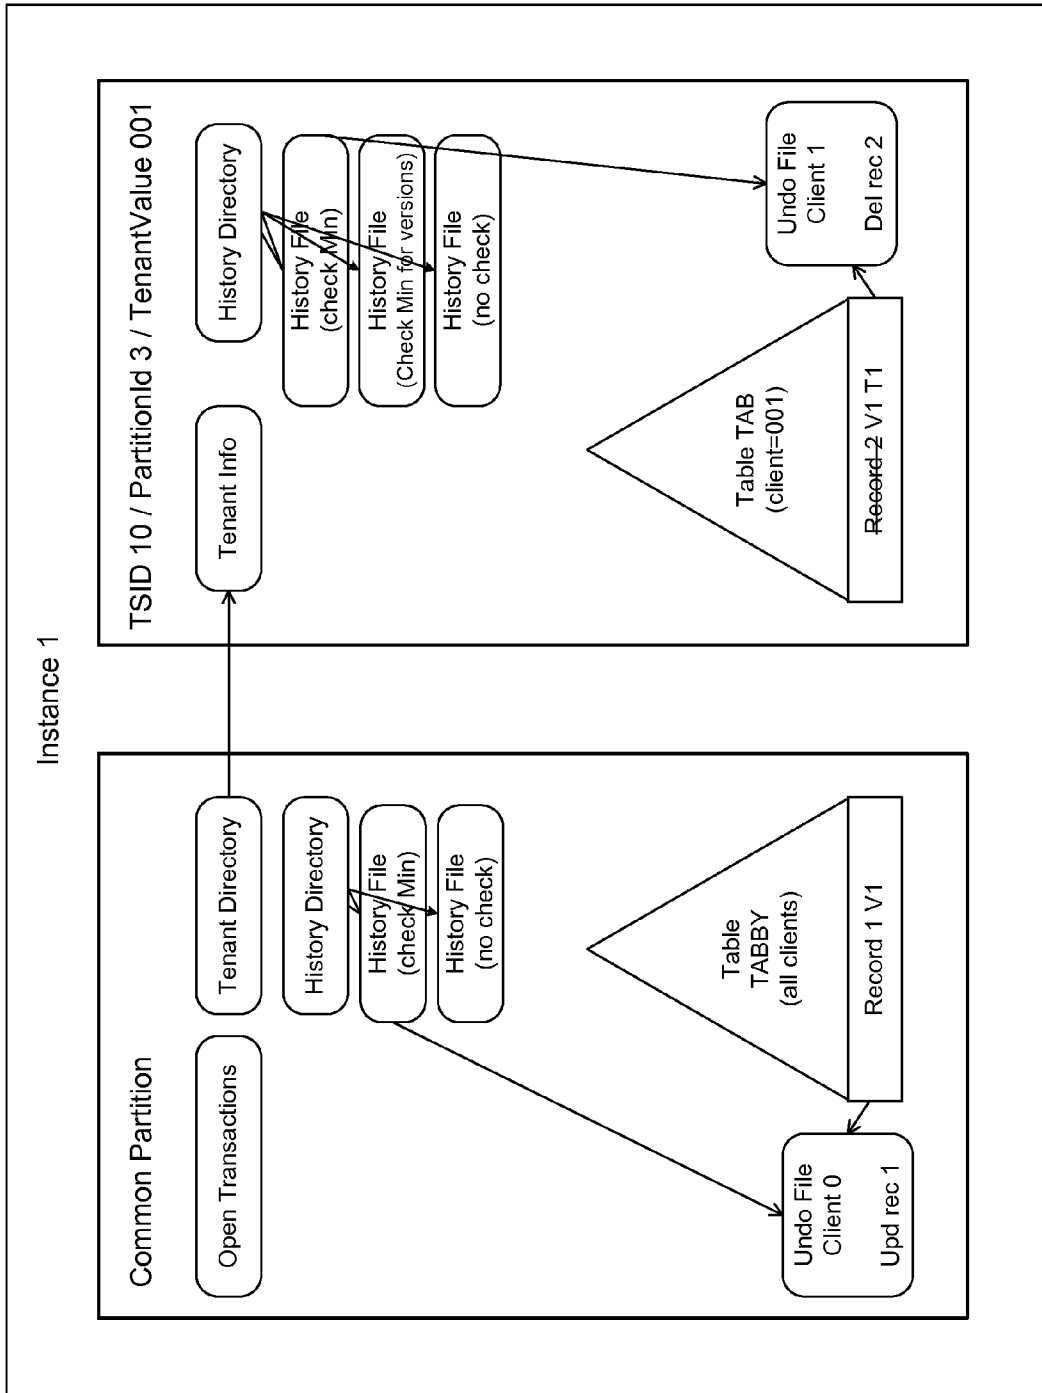 Instance 1
Common Partition
Open Transactions
Tenant Directory
History Directory
History File
(check Min)
History File
(no check)
Table
TABBY
(all clients)
Record 1 V1
Undo File
Client 0
Upd rec 1
TSID 10 / PartitionId 3 / TenantValue 001
Tenant Info
History Directory
History File
(check Min)
History File
(Check Min for versions)
History File
(no check)
Table TAB
(client=001)
Record 2 V1 T1
Undo File
Client 1
Del rec 2